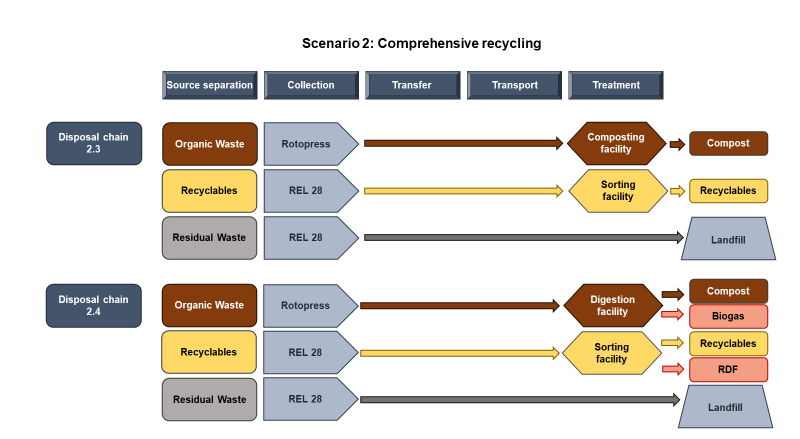 Scenario 2: Comprehensive recycling
Source separation
Collection
Transfer
Transport
Treatment
Disposal chain
2.3
Organic Waste
Rotopress
Composting
facility
Compost
Recyclables
REL 28
Sorting
facility
Recyclables
Residual Waste
REL 28
Landfill
Disposal chain
2.4
Organic Waste
Rotopress
Digestion
facility
Compost
Biogas
Recyclables
REL 28
Sorting
facility
Recyclables
RDF
Residual Waste
REL 28
Landfill